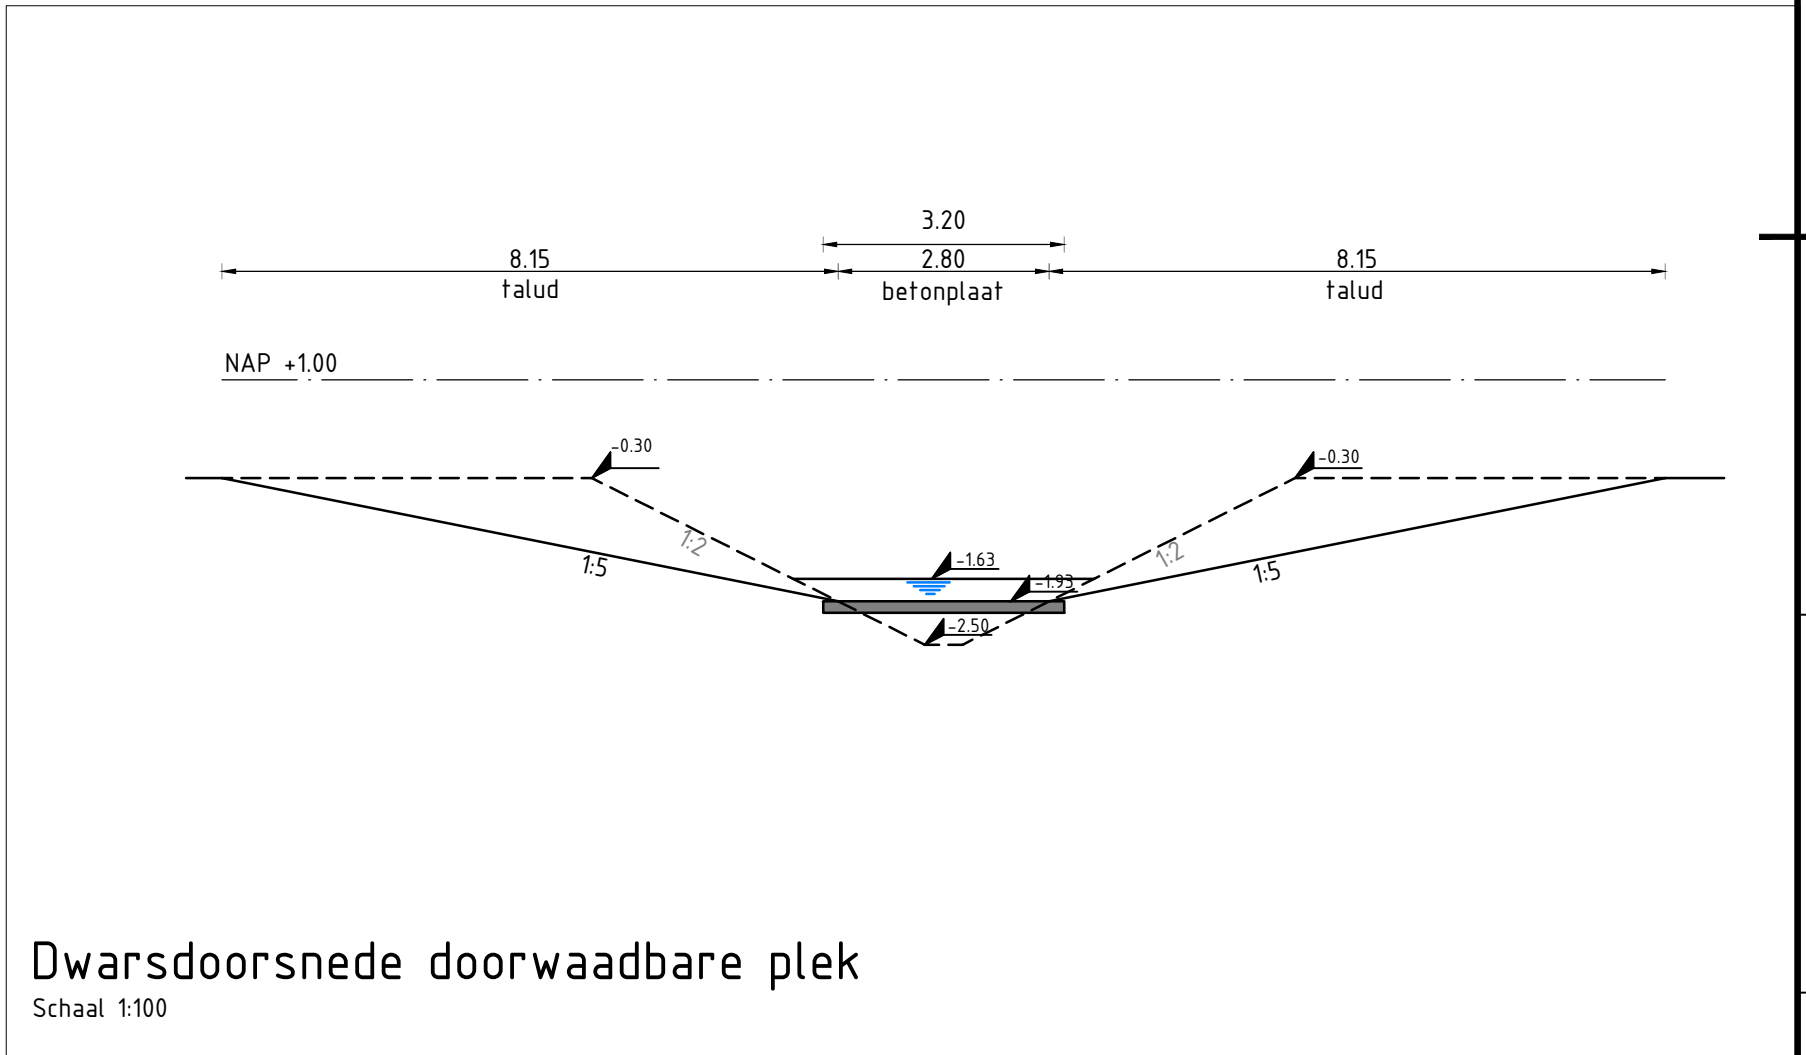 3.20
8.15
2.80
8.15
talud
betonplaat
talud
NAP +1.00
-0.30
-0.30
1:2
1:2
1:5
1:5
-1.63
-1.93
-2.50
Dwarsdoorsnede doorwaadbare plek
Schaal 1:100